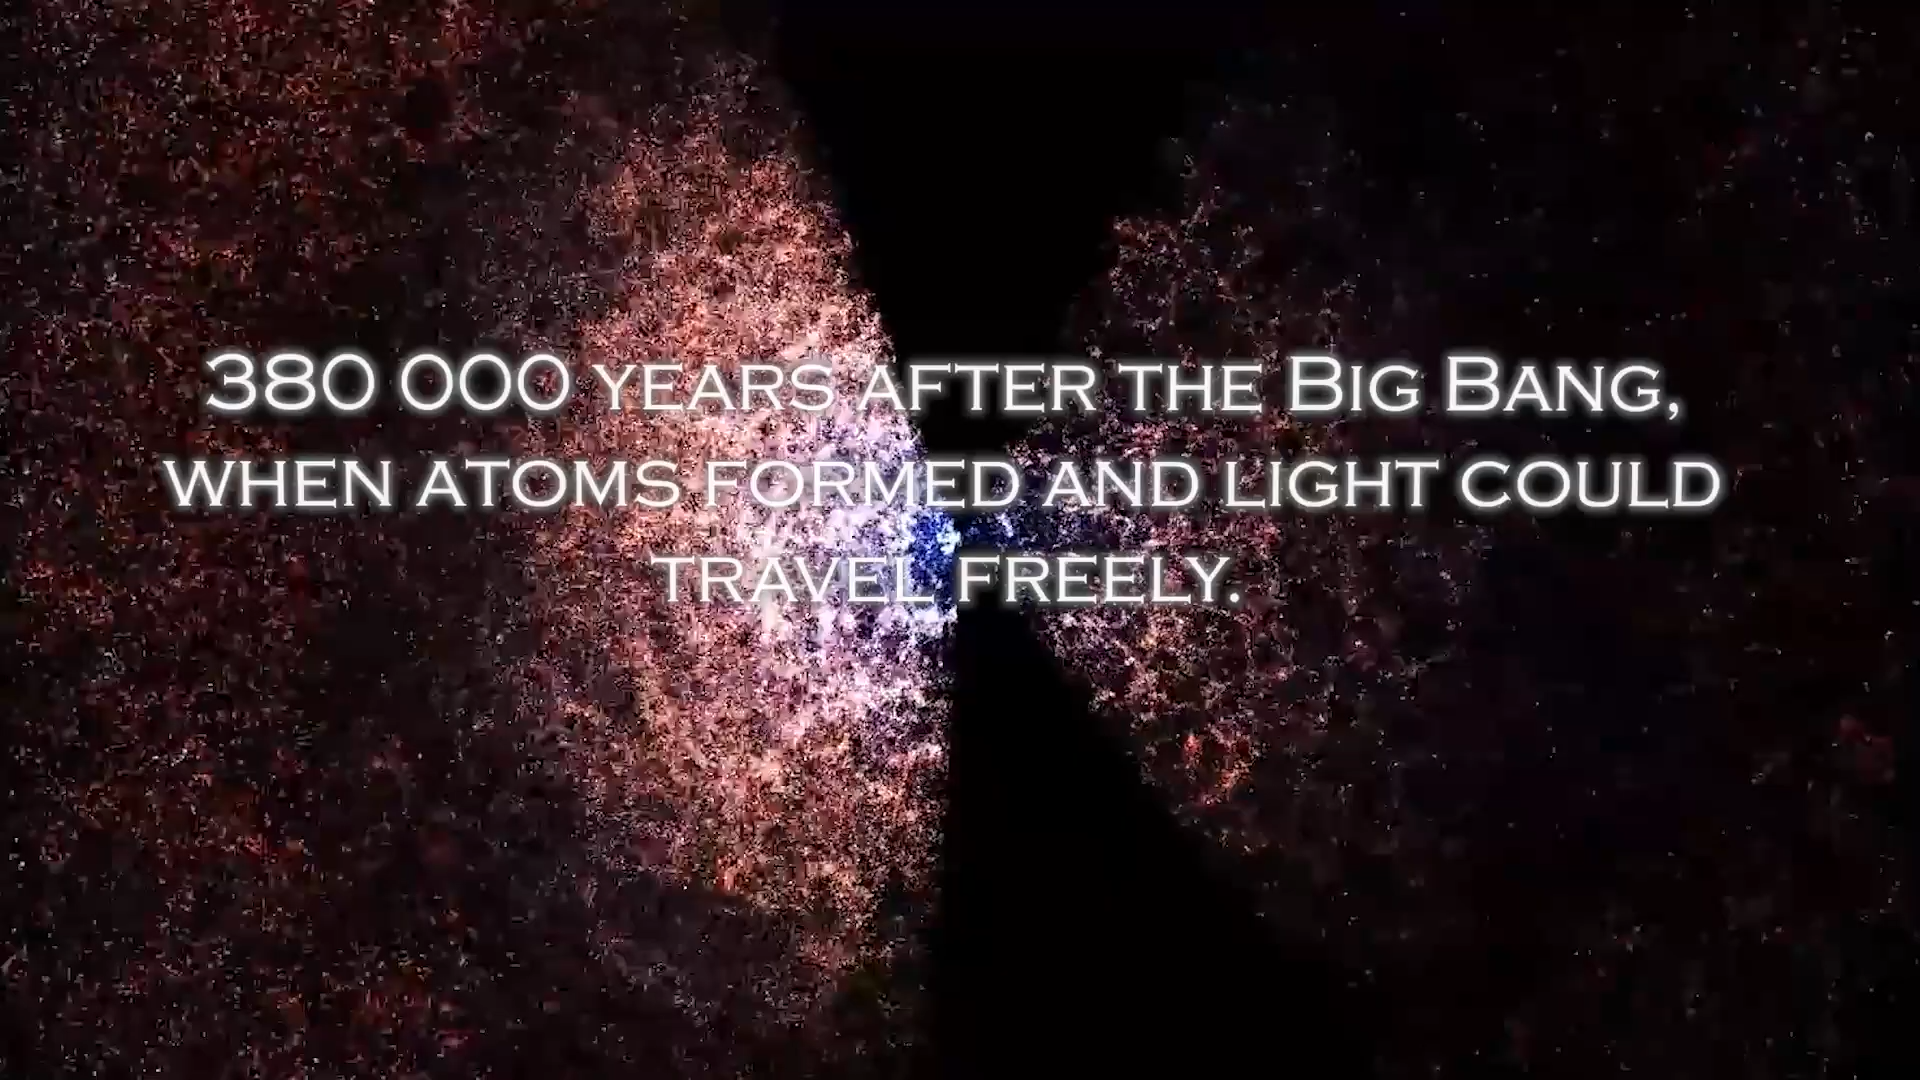 380 000 years after the Big Bang,
when atoms formed and light could
travel freely.